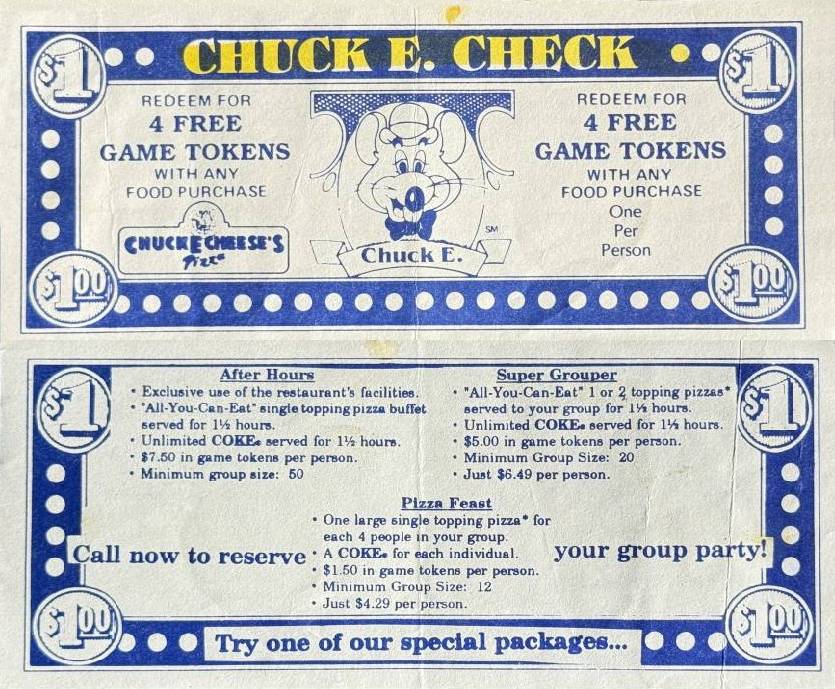 CHUCK E. CHECK
$1
$1
REDEEM FOR
4 FREE
GAME TOKENS
WITH ANY
FOOD PURCHASE
CHUCK E CHEESE'S
Pizza
Chuck E.
SM
REDEEM FOR
4 FREE
GAME TOKENS
WITH ANY
FOOD PURCHASE
One
Per
Person
$1.00
$1.00
$1
$1
After Hours
• Exclusive use of the restaurant's facilities.
• "All-You-Can-Eat" single topping pizza buffet
served for 1½ hours.
• Unlimited COKE® served for 1½ hours.
• $7.50 in game tokens per person.
• Minimum group size: 50
Super Grouper
• "All-You-Can-Eat" 1 or 2 topping pizzas*
served to your group for 1½ hours.
• Unlimited COKE® served for 1½ hours.
• $5.00 in game tokens per person.
• Minimum Group Size: 20
• Just $6.49 per person.
Pizza Feast
• One large single topping pizza* for
each 4 people in your group.
• A COKE® for each individual.
• $1.50 in game tokens per person.
• Minimum Group Size: 12
• Just $4.29 per person.
Call now to reserve
your group party!
$1.00
$1.00
Try one of our special packages...